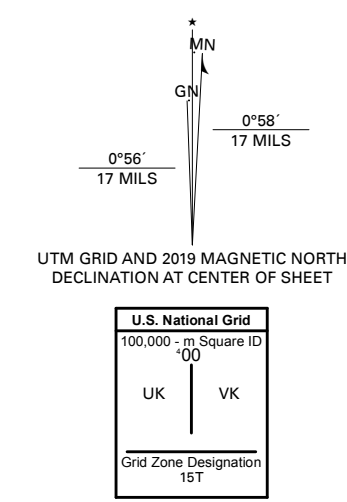 ★
MN
GN
0°58´
17 MILS
0°56´
17 MILS
UTM GRID AND 2019 MAGNETIC NORTH
DECLINATION AT CENTER OF SHEET
U.S. National Grid
100,000 - m Square ID
⁴00
UK VK
Grid Zone Designation
15T